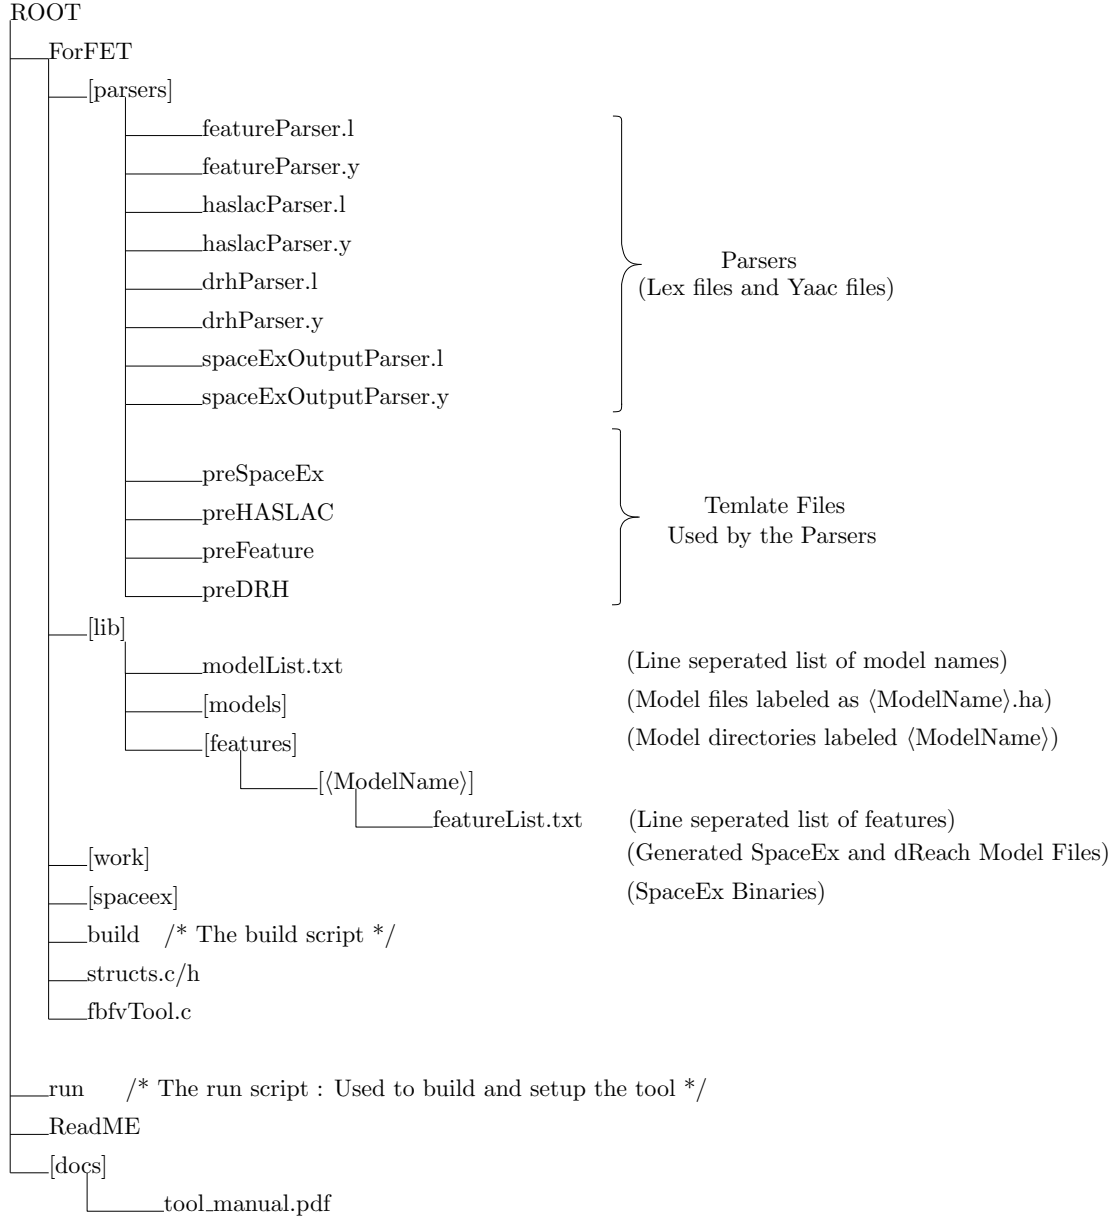 ROOT
ForFET
[parsers]
featureParser.l
featureParser.y
haslacParser.l
haslacParser.y
drhParser.l
drhParser.y
spaceExOutputParser.l
spaceExOutputParser.y
Parsers
(Lex files and Yaac files)
preSpaceEx
preHASLAC
preFeature
preDRH
Temlate Files
Used by the Parsers
[lib]
modelList.txt (Line seperated list of model names)
[models] (Model files labeled as ⟨ModelName⟩.ha)
[features] (Model directories labeled ⟨ModelName⟩)
[⟨ModelName⟩]
featureList.txt (Line seperated list of features)
[work] (Generated SpaceEx and dReach Model Files)
[spaceex] (SpaceEx Binaries)
build /* The build script */
structs.c/h
fbfvTool.c
run /* The run script : Used to build and setup the tool */
ReadME
[docs]
tool_manual.pdf